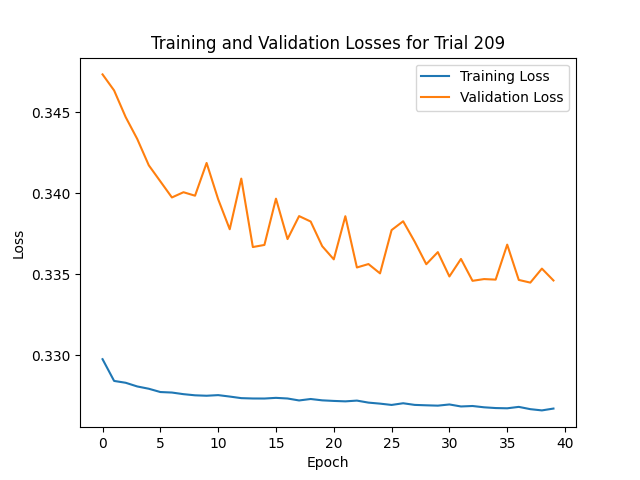 Training and Validation Losses for Trial 209
Training Loss
Validation Loss
0.345
0.340
0.335
0.330
Loss
0 5 10 15 20 25 30 35 40
Epoch